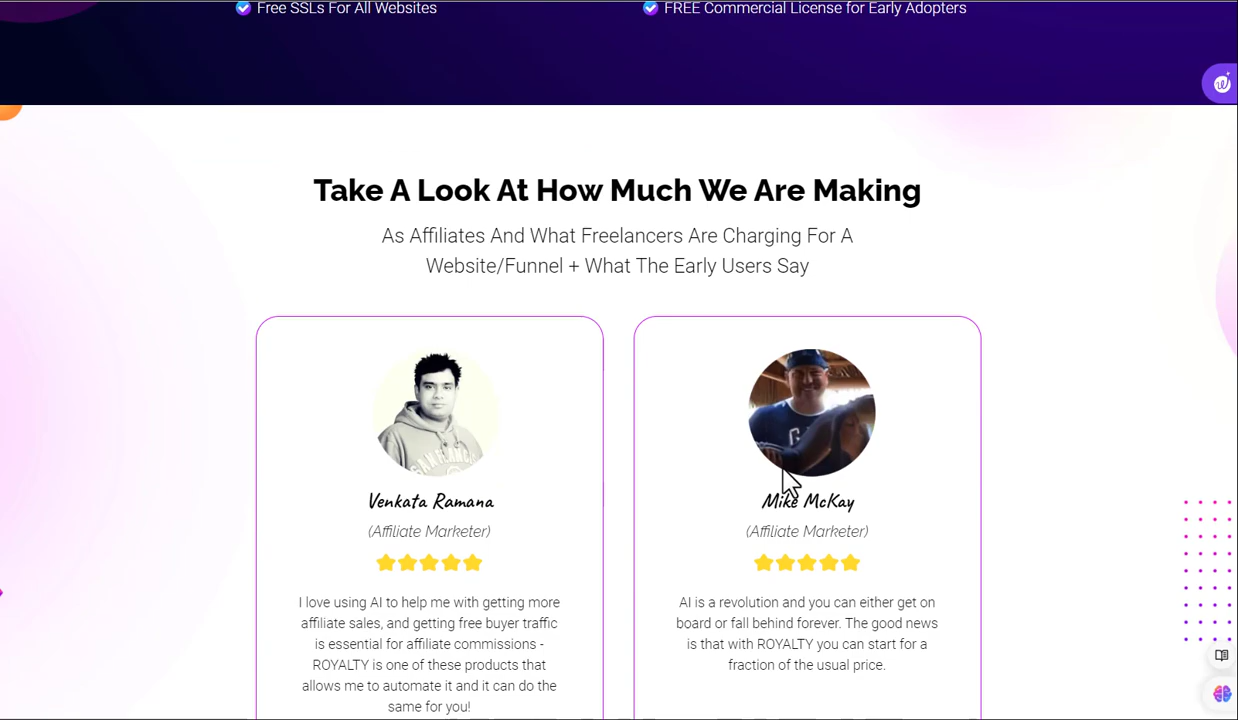 Free SSLs For All Websites
FREE Commercial License for Early Adopters
Take A Look At How Much We Are Making
As Affiliates And What Freelancers Are Charging For A
Website/Funnel + What The Early Users Say
Venkata Ramana
(Affiliate Marketer)
I love using AI to help me with getting more
affiliate sales, and getting free buyer traffic
is essential for affiliate commissions -
ROYALTY is one of these products that
allows me to automate it and it can do the
same for you!
Mike McKay
(Affiliate Marketer)
AI is a revolution and you can either get on
board or fall behind forever. The good news
is that with ROYALTY you can start for a
fraction of the usual price.